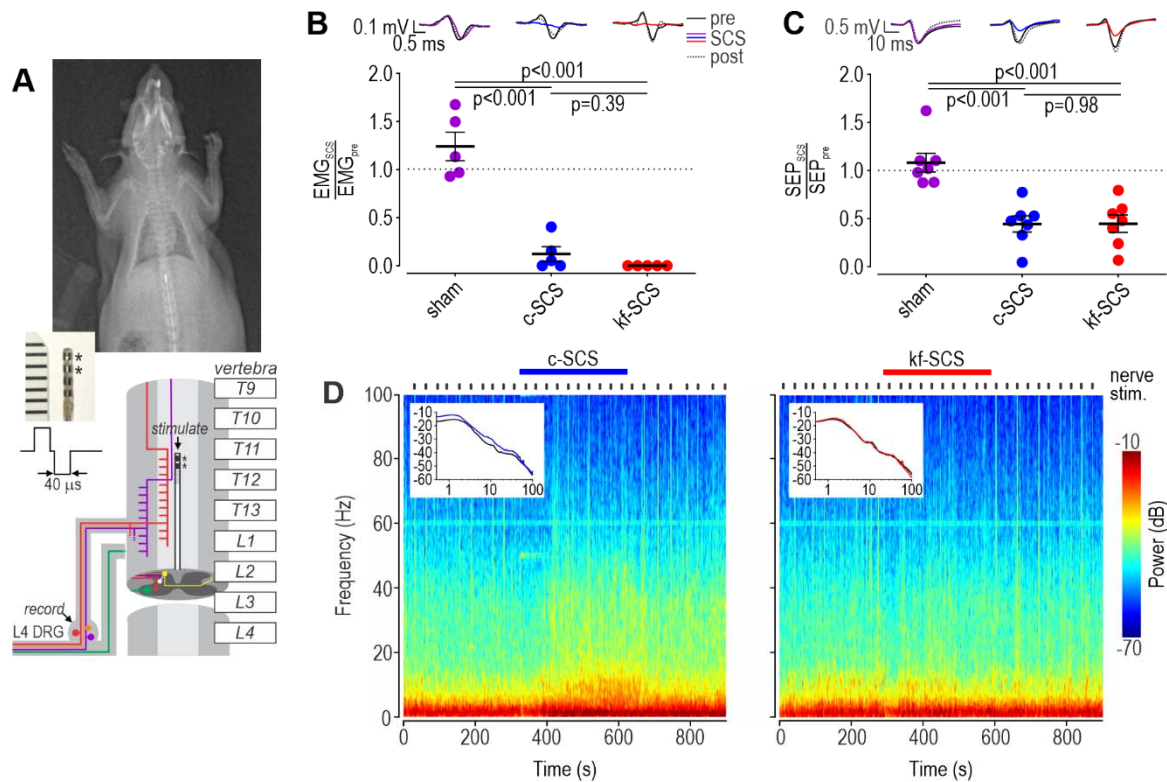 A
*
*
40 µs
stimulate
*
*
vertebra
T9
T10
T11
T12
T13
L1
L2
L3
L4
record
L4 DRG
B
0.1 mV
0.5 ms
pre
SCS
post
p<0.001
p<0.001
p=0.39
EMG_SCS
EMG_pre
2.0
1.5
1.0
0.5
0.0
sham
c-SCS
kf-SCS
C
0.5 mV
10 ms
p<0.001
p<0.001
p=0.98
SEP_SCS
SEP_pre
2.0
1.5
1.0
0.5
0.0
sham
c-SCS
kf-SCS
D
c-SCS
kf-SCS
nerve
stim.
Frequency (Hz)
100
80
60
40
20
0
-10
-20
-30
-40
-50
-60
1
10
100
0
200
400
600
800
Time (s)
-10
-20
-30
-40
-50
-60
1
10
100
0
200
400
600
800
Time (s)
-10
Power (dB)
-70